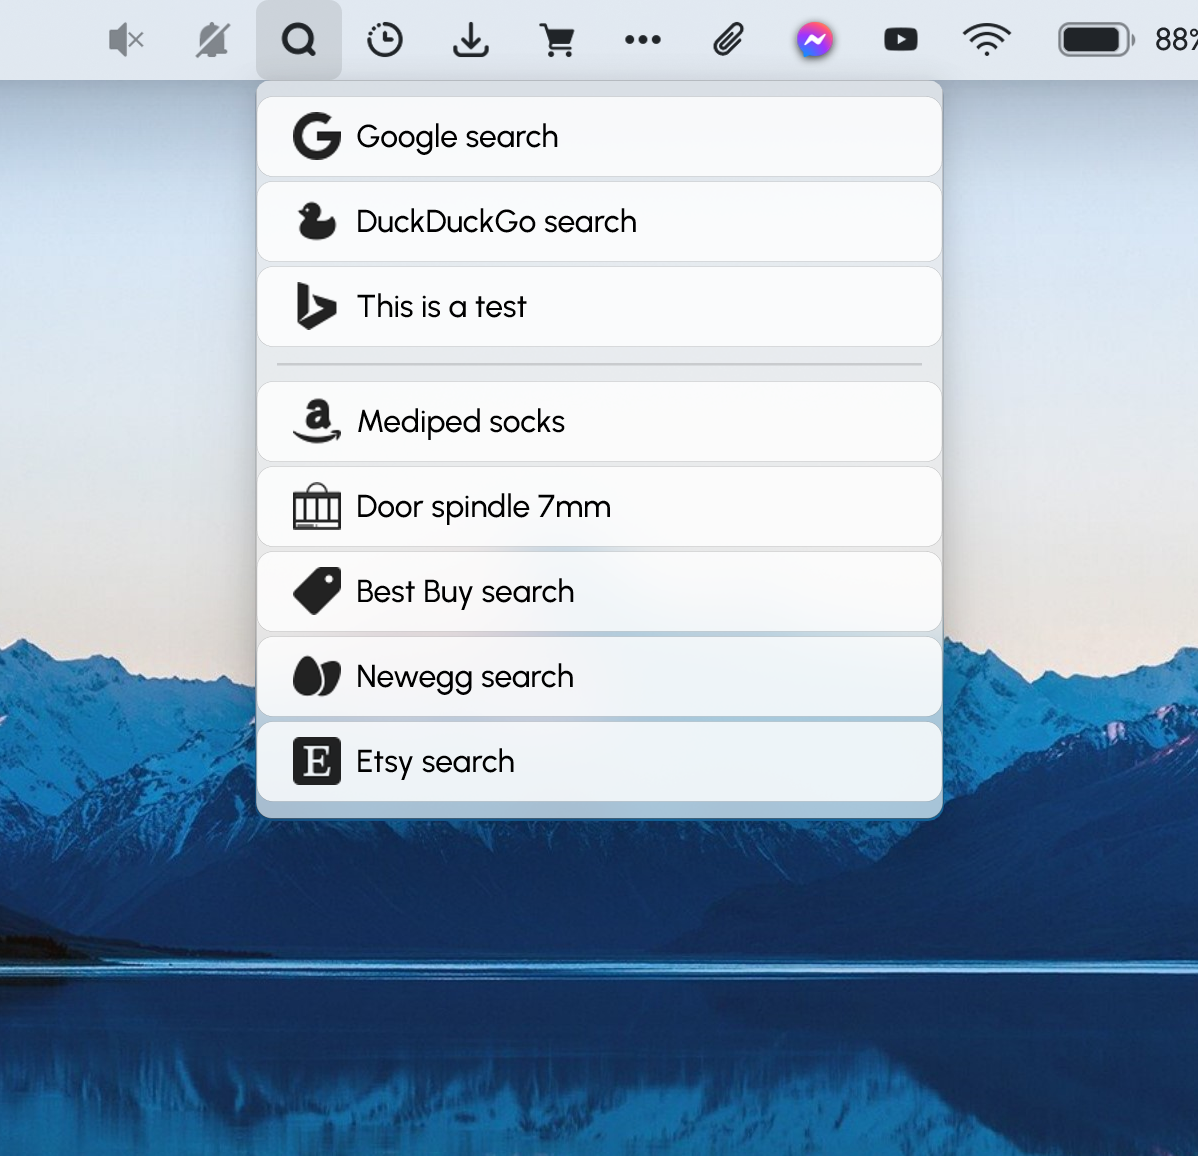 88%
Google search
DuckDuckGo search
This is a test
a
Mediped socks
Door spindle 7mm
Best Buy search
Newegg search
E
Etsy search